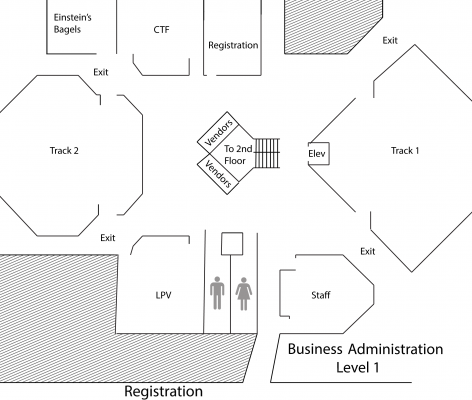 Einstein's
Bagels
CTF
Registration
Exit
Exit
Vendors
To 2nd
Floor
Vendors
Elev
Track 2
Track 1
Exit
Exit
LPV
Staff
Business Administration
Level 1
Registration